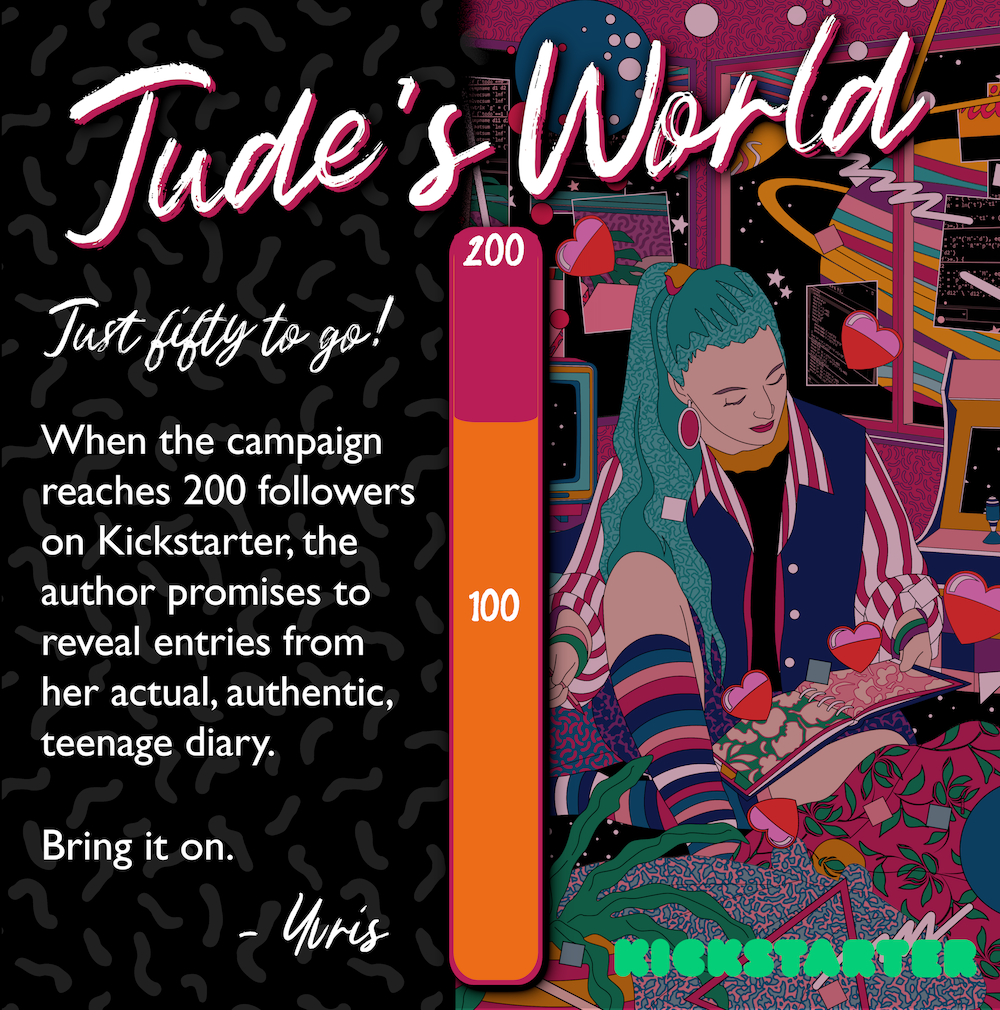 Jude's World
200
Just fifty to go!
When the campaign
reaches 200 followers
on Kickstarter, the
author promises to
reveal entries from
her actual, authentic,
teenage diary.
100
Bring it on.
- Yvris
KICKSTARTER